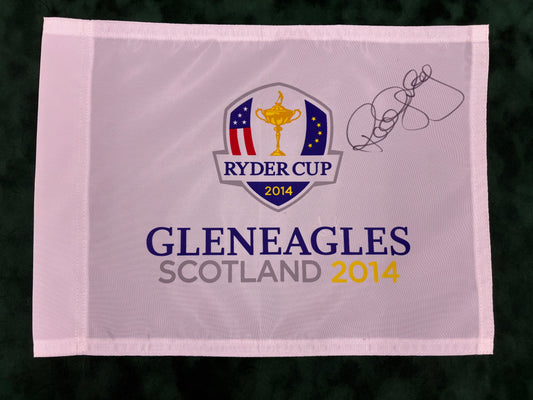 RYDER CUP
2014
GLENEAGLES
SCOTLAND 2014